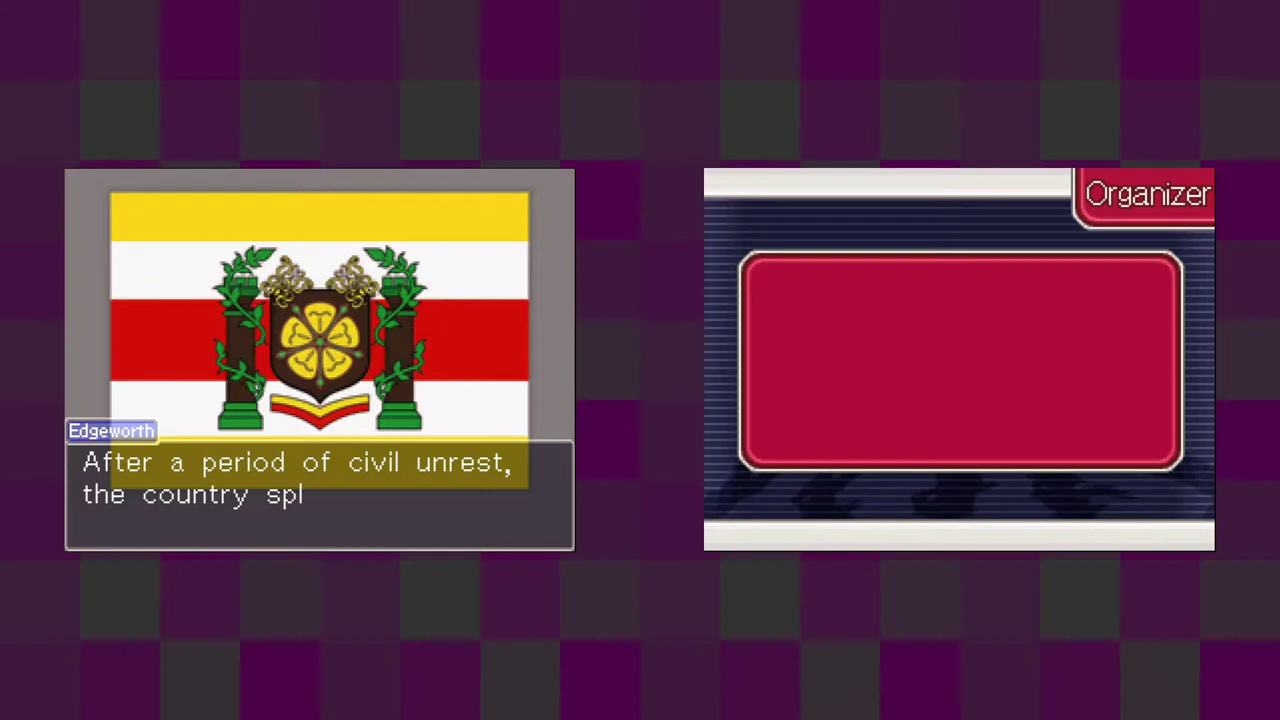 Organizer
Edgeworth
After a period of civil unrest,
the country spl